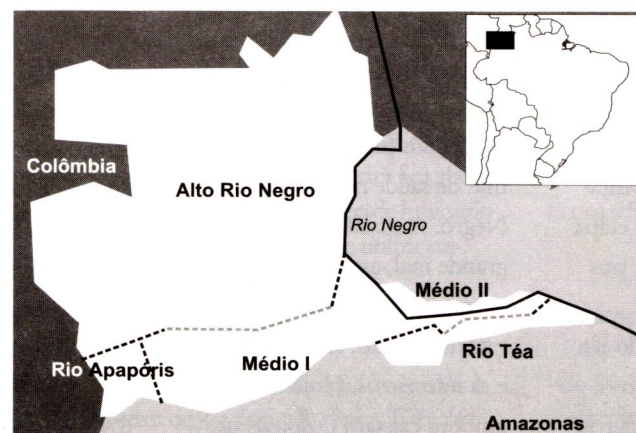 Colômbia
Alto Rio Negro
Rio Negro
Médio II
Rio Apapóris
Médio I
Rio Téa
Amazonas